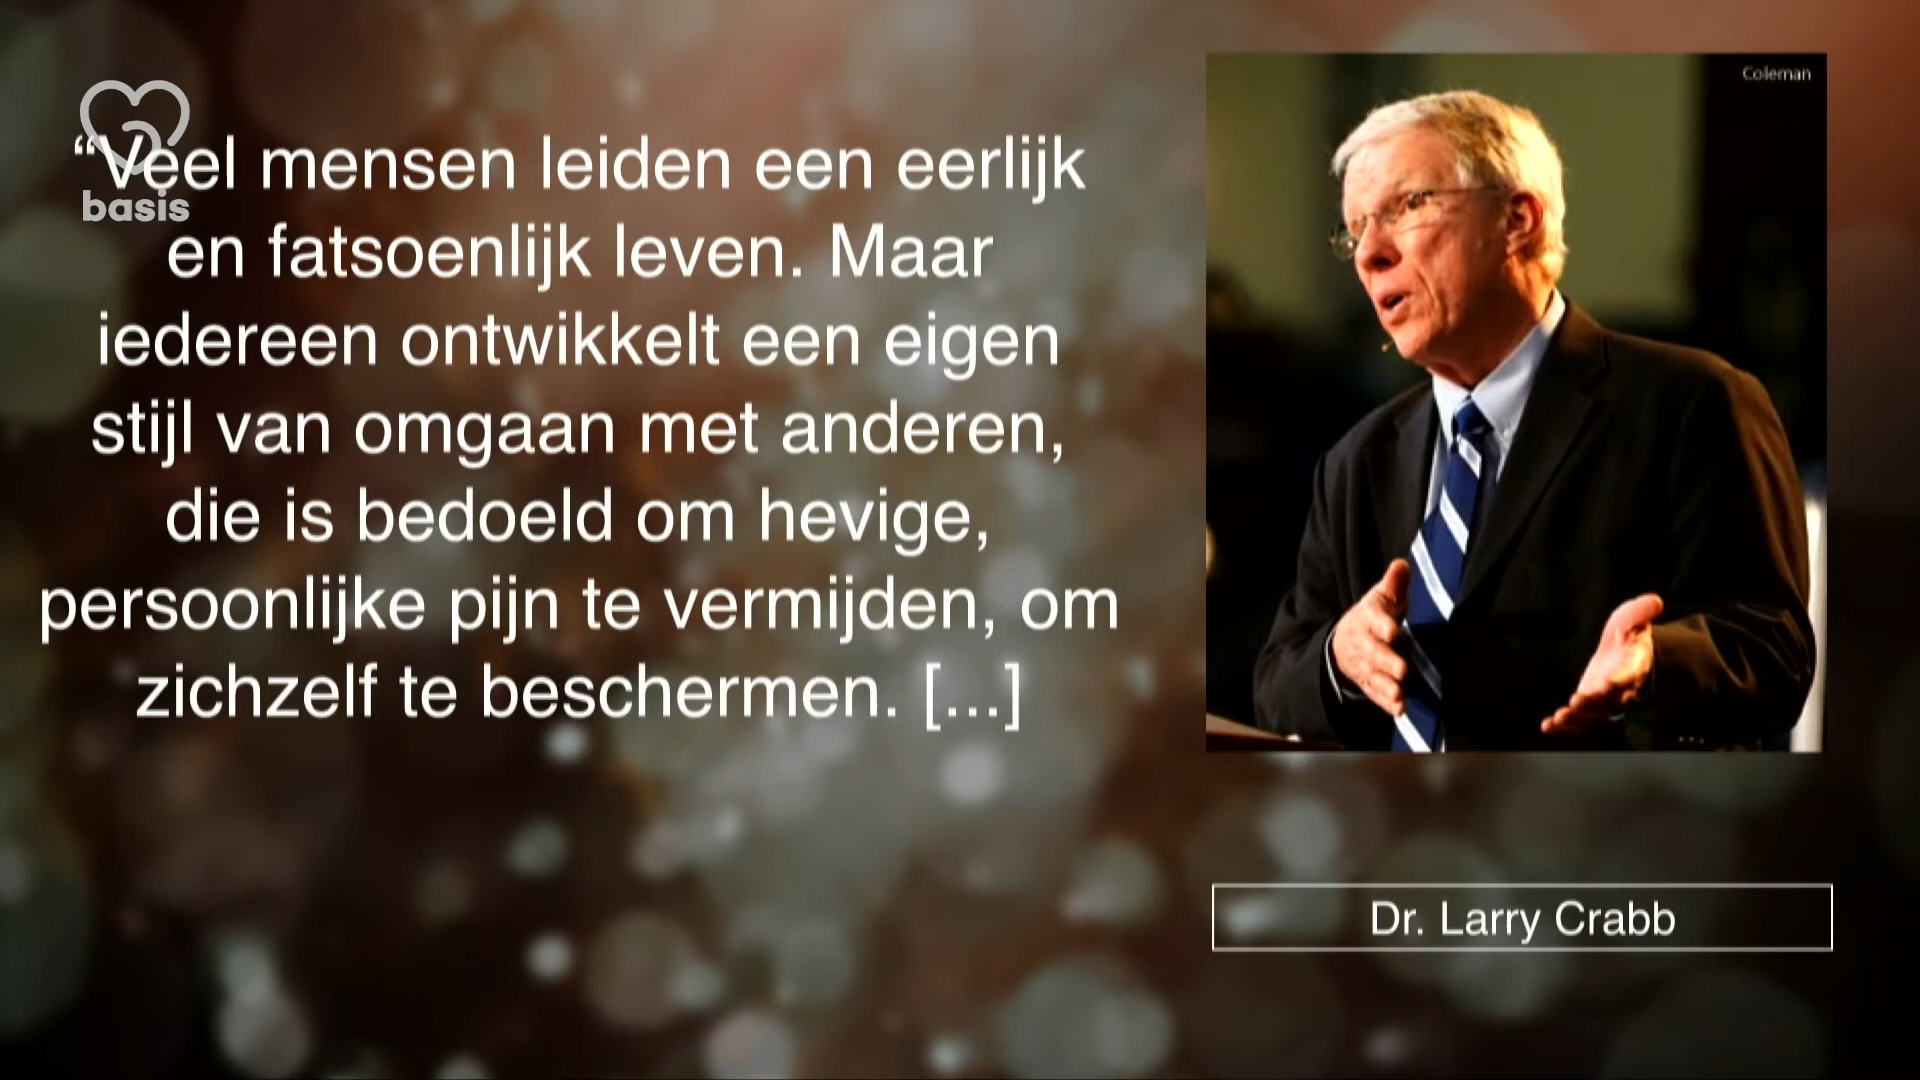 “Veel mensen leiden een eerlijk
en fatsoenlijk leven. Maar
iedereen ontwikkelt een eigen
stijl van omgaan met anderen,
die is bedoeld om hevige,
persoonlijke pijn te vermijden, om
zichzelf te beschermen. [...]
basis
Coleman
Dr. Larry Crabb